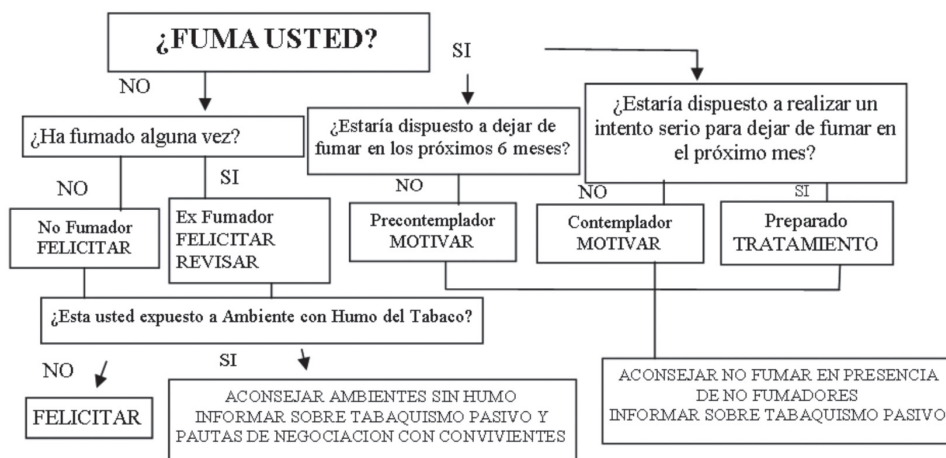 ¿FUMA USTED?
SI
NO
¿Ha fumado alguna vez?
¿Estaría dispuesto a dejar de
fumar en los próximos 6 meses?
¿Estaría dispuesto a realizar un
intento serio para dejar de fumar en
el próximo mes?
NO
SI
NO
NO
SI
No Fumador
FELICITAR
Ex Fumador
FELICITAR
REVISAR
Precontemplador
MOTIVAR
Contemplador
MOTIVAR
Preparado
TRATAMIENTO
¿Esta usted expuesto a Ambiente con Humo del Tabaco?
NO
SI
FELICITAR
ACONSEJAR AMBIENTES SIN HUMO
INFORMAR SOBRE TABAQUISMO PASIVO Y
PAUTAS DE NEGOCIACION CON CONVIVIENTES
ACONSEJAR NO FUMAR EN PRESENCIA
DE NO FUMADORES
INFORMAR SOBRE TABAQUISMO PASIVO